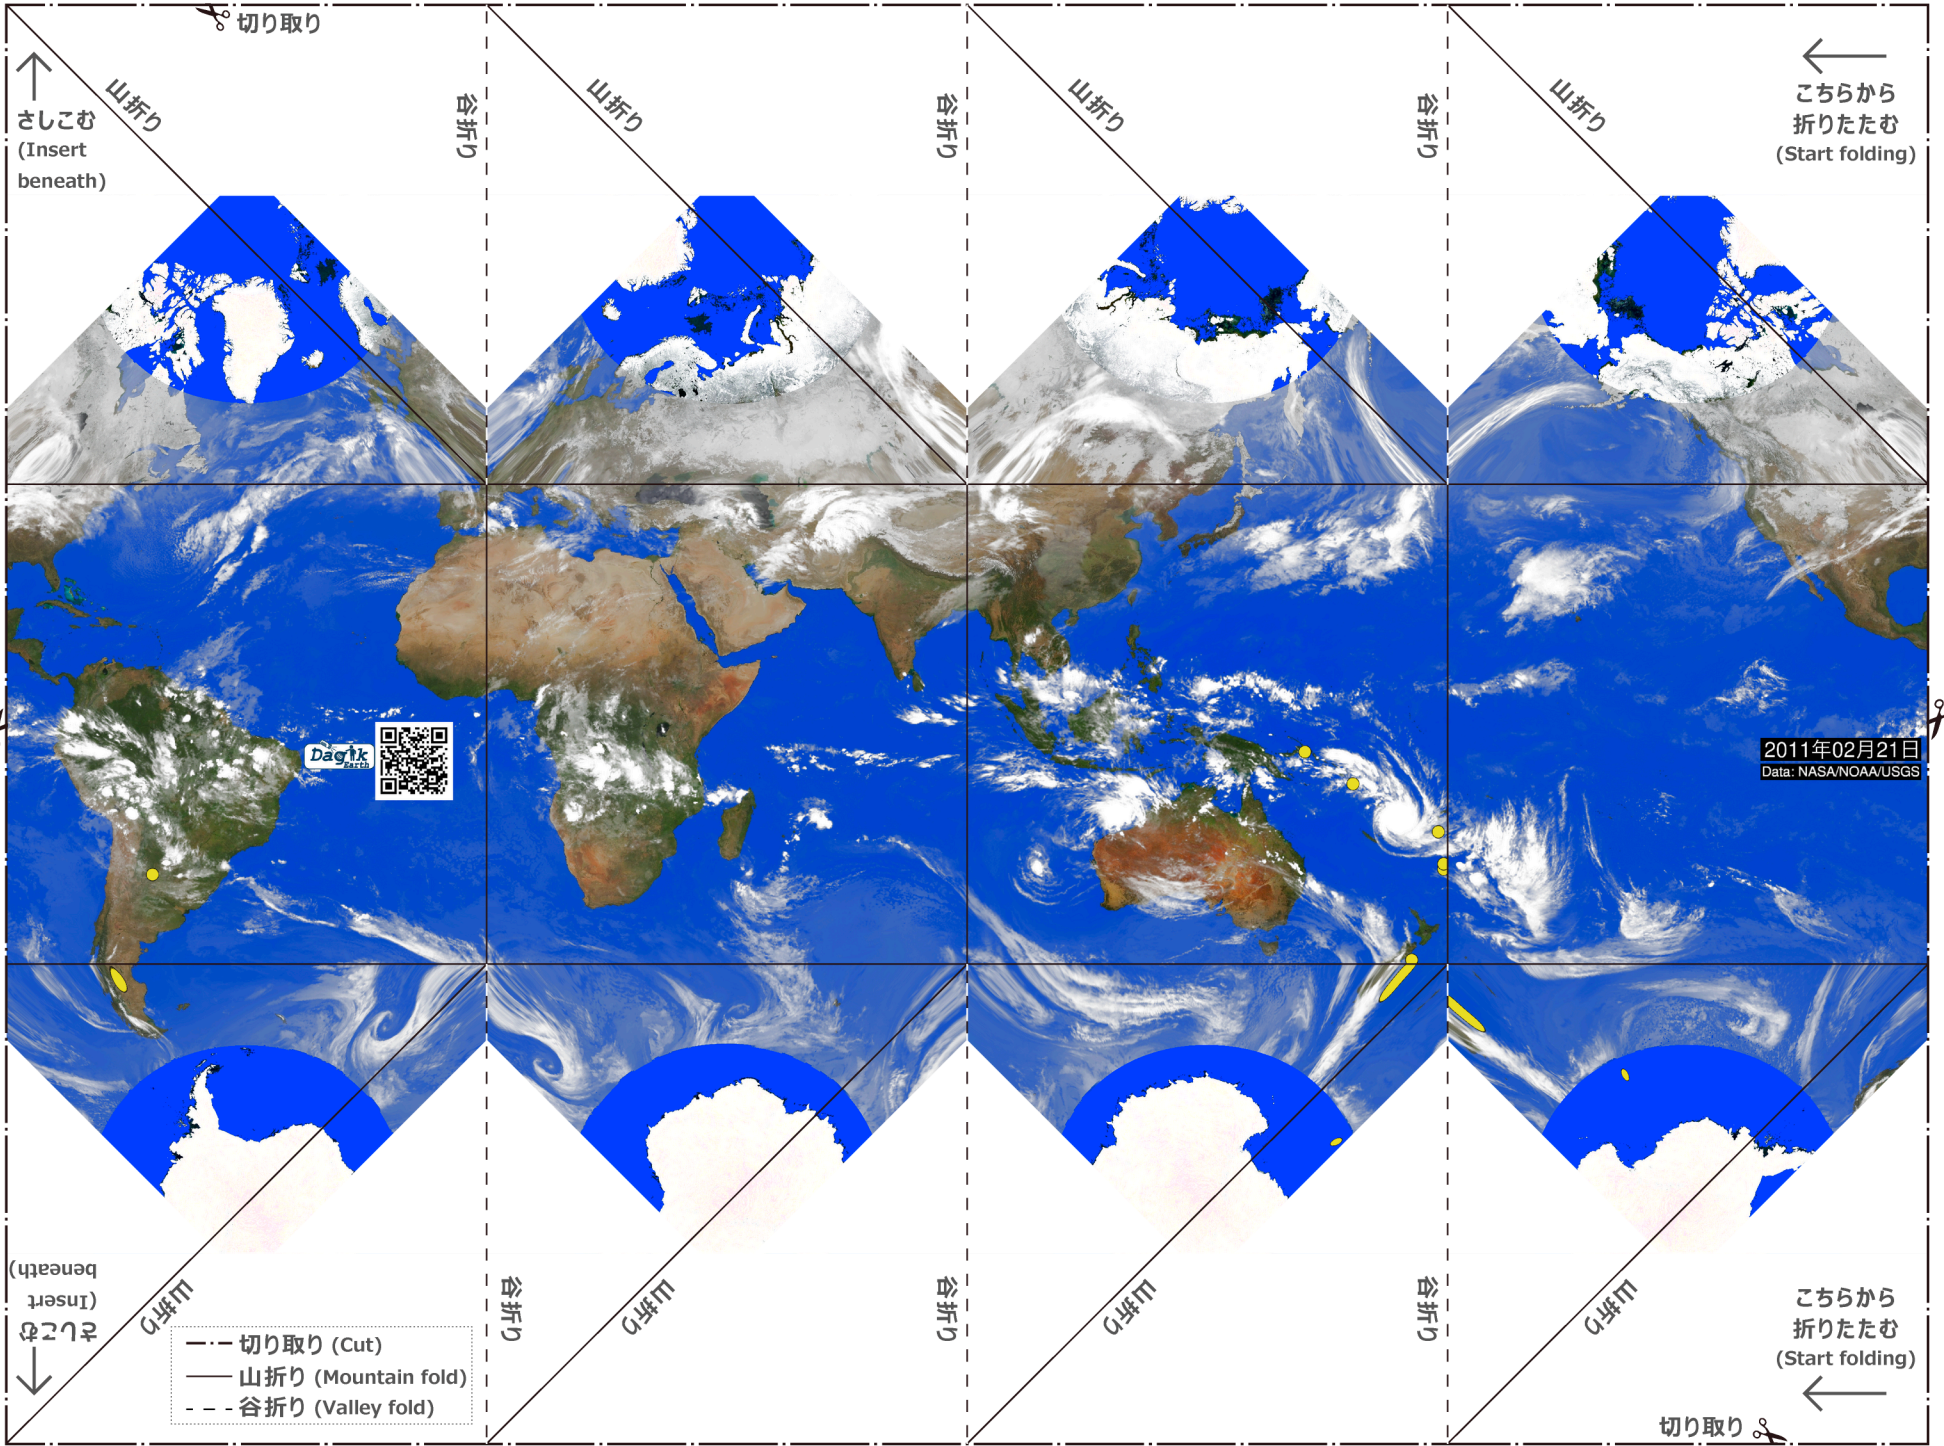 切り取り
山折り
谷折り
山折り
谷折り
山折り
谷折り
山折り
さしこむ
(Insert
beneath)
こちらから
折りたたむ
(Start folding)
Dagik
Earth
2011年02月21日
Data: NASA/NOAA/USGS
さしこむ
(Insert
beneath)
山折り
谷折り
山折り
谷折り
山折り
谷折り
山折り
切り取り (Cut)
山折り (Mountain fold)
谷折り (Valley fold)
こちらから
折りたたむ
(Start folding)
切り取り